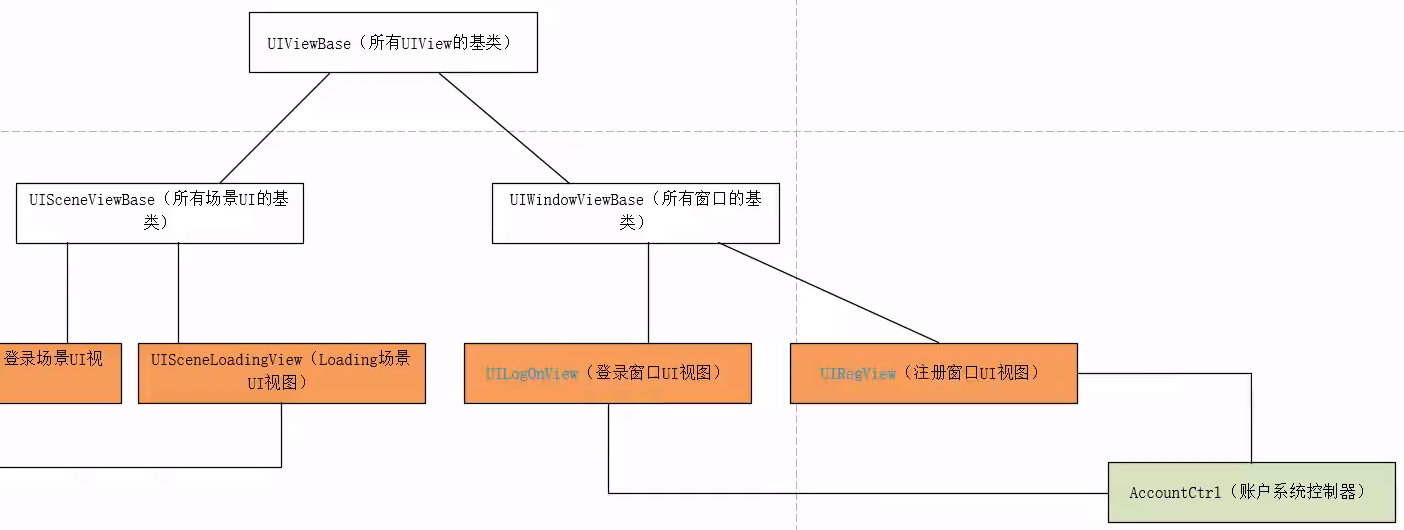 UIViewBase（所有UIView的基类）
UISceneViewBase（所有场景UI的基
类）
UIWindowViewBase（所有窗口的基
类）
登录场景UI视
UISceneLoadingView（Loading场景
UI视图）
UILogOnView（登录窗口UI视图）
UIRegView（注册窗口UI视图）
AccountCtrl（账户系统控制器）